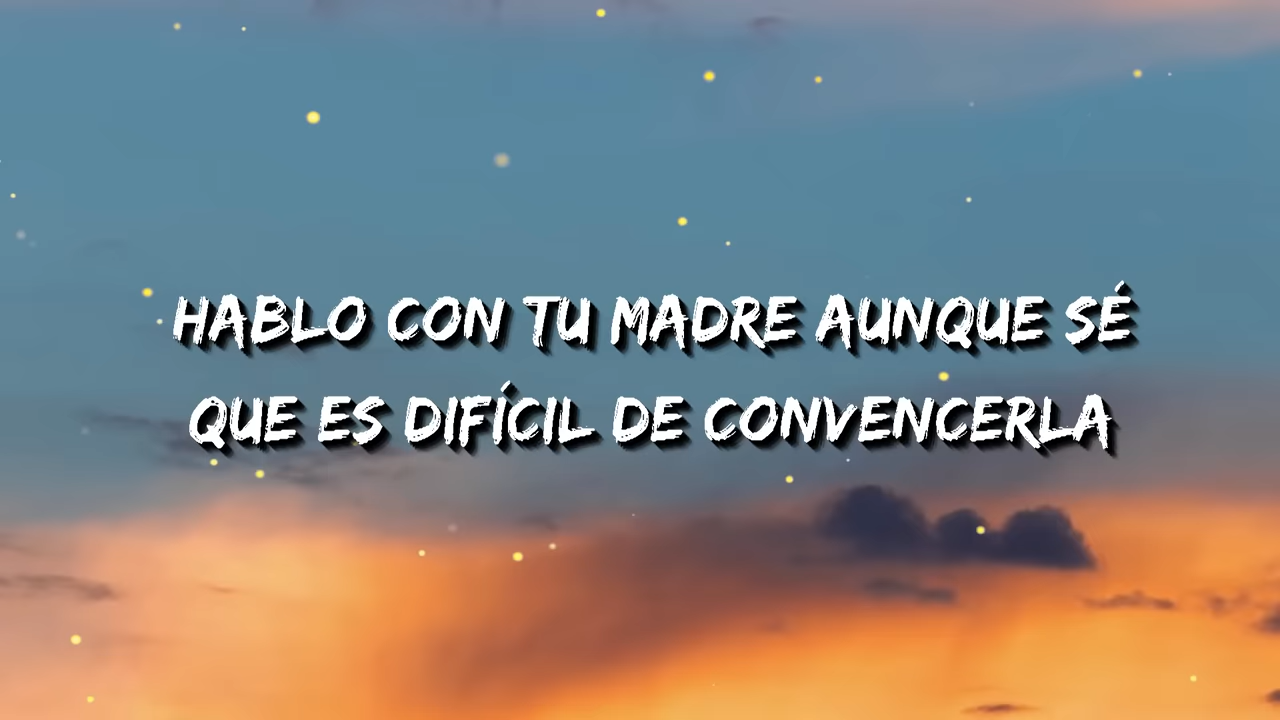 HABLO CON TU MADRE AUNQUE SÉ
QUE ES DIFÍCIL DE CONVENCERLA